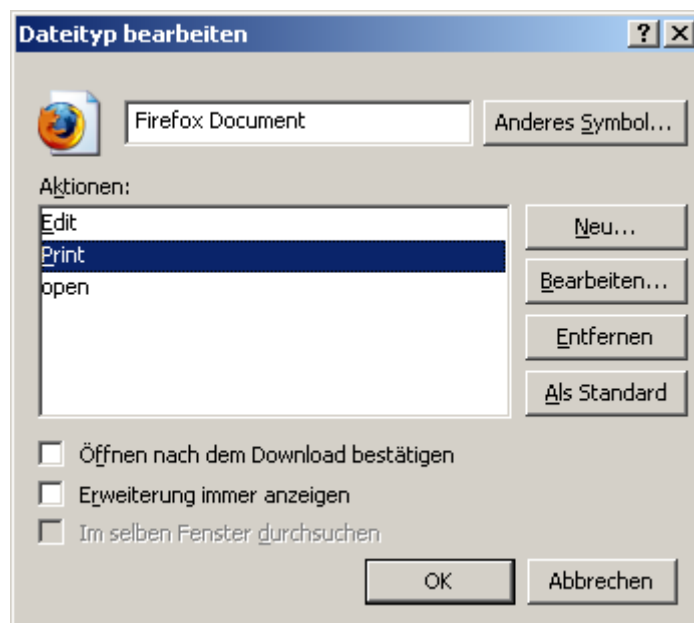 Dateityp bearbeiten
Firefox Document
Anderes Symbol...
Aktionen:
Edit
Print
open
Neu...
Bearbeiten...
Entfernen
Als Standard
Öffnen nach dem Download bestätigen
Erweiterung immer anzeigen
Im selben Fenster durchsuchen
OK
Abbrechen